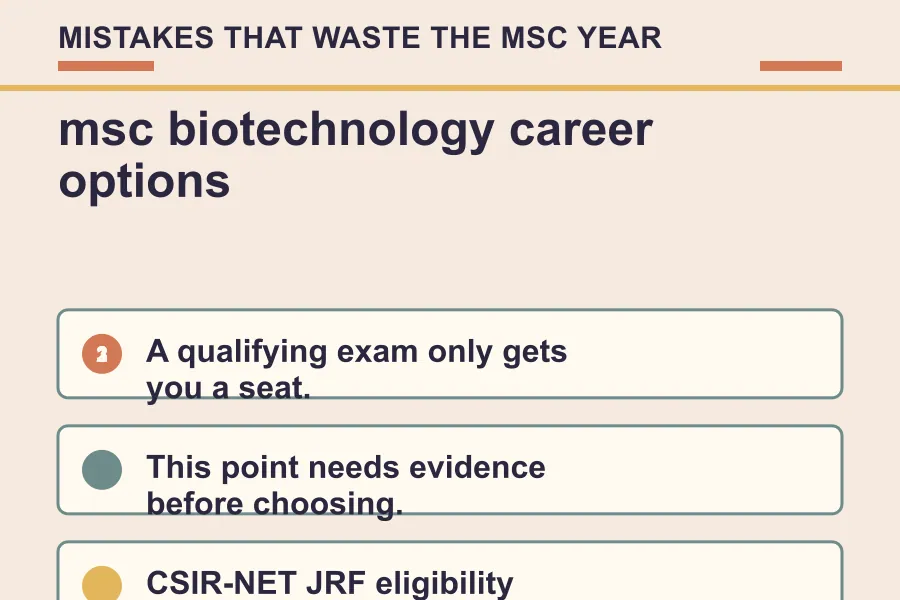 MISTAKES THAT WASTE THE MSC YEAR
msc biotechnology career
options
A qualifying exam only gets
you a seat.
This point needs evidence
before choosing.
CSIR-NET JRF eligibility